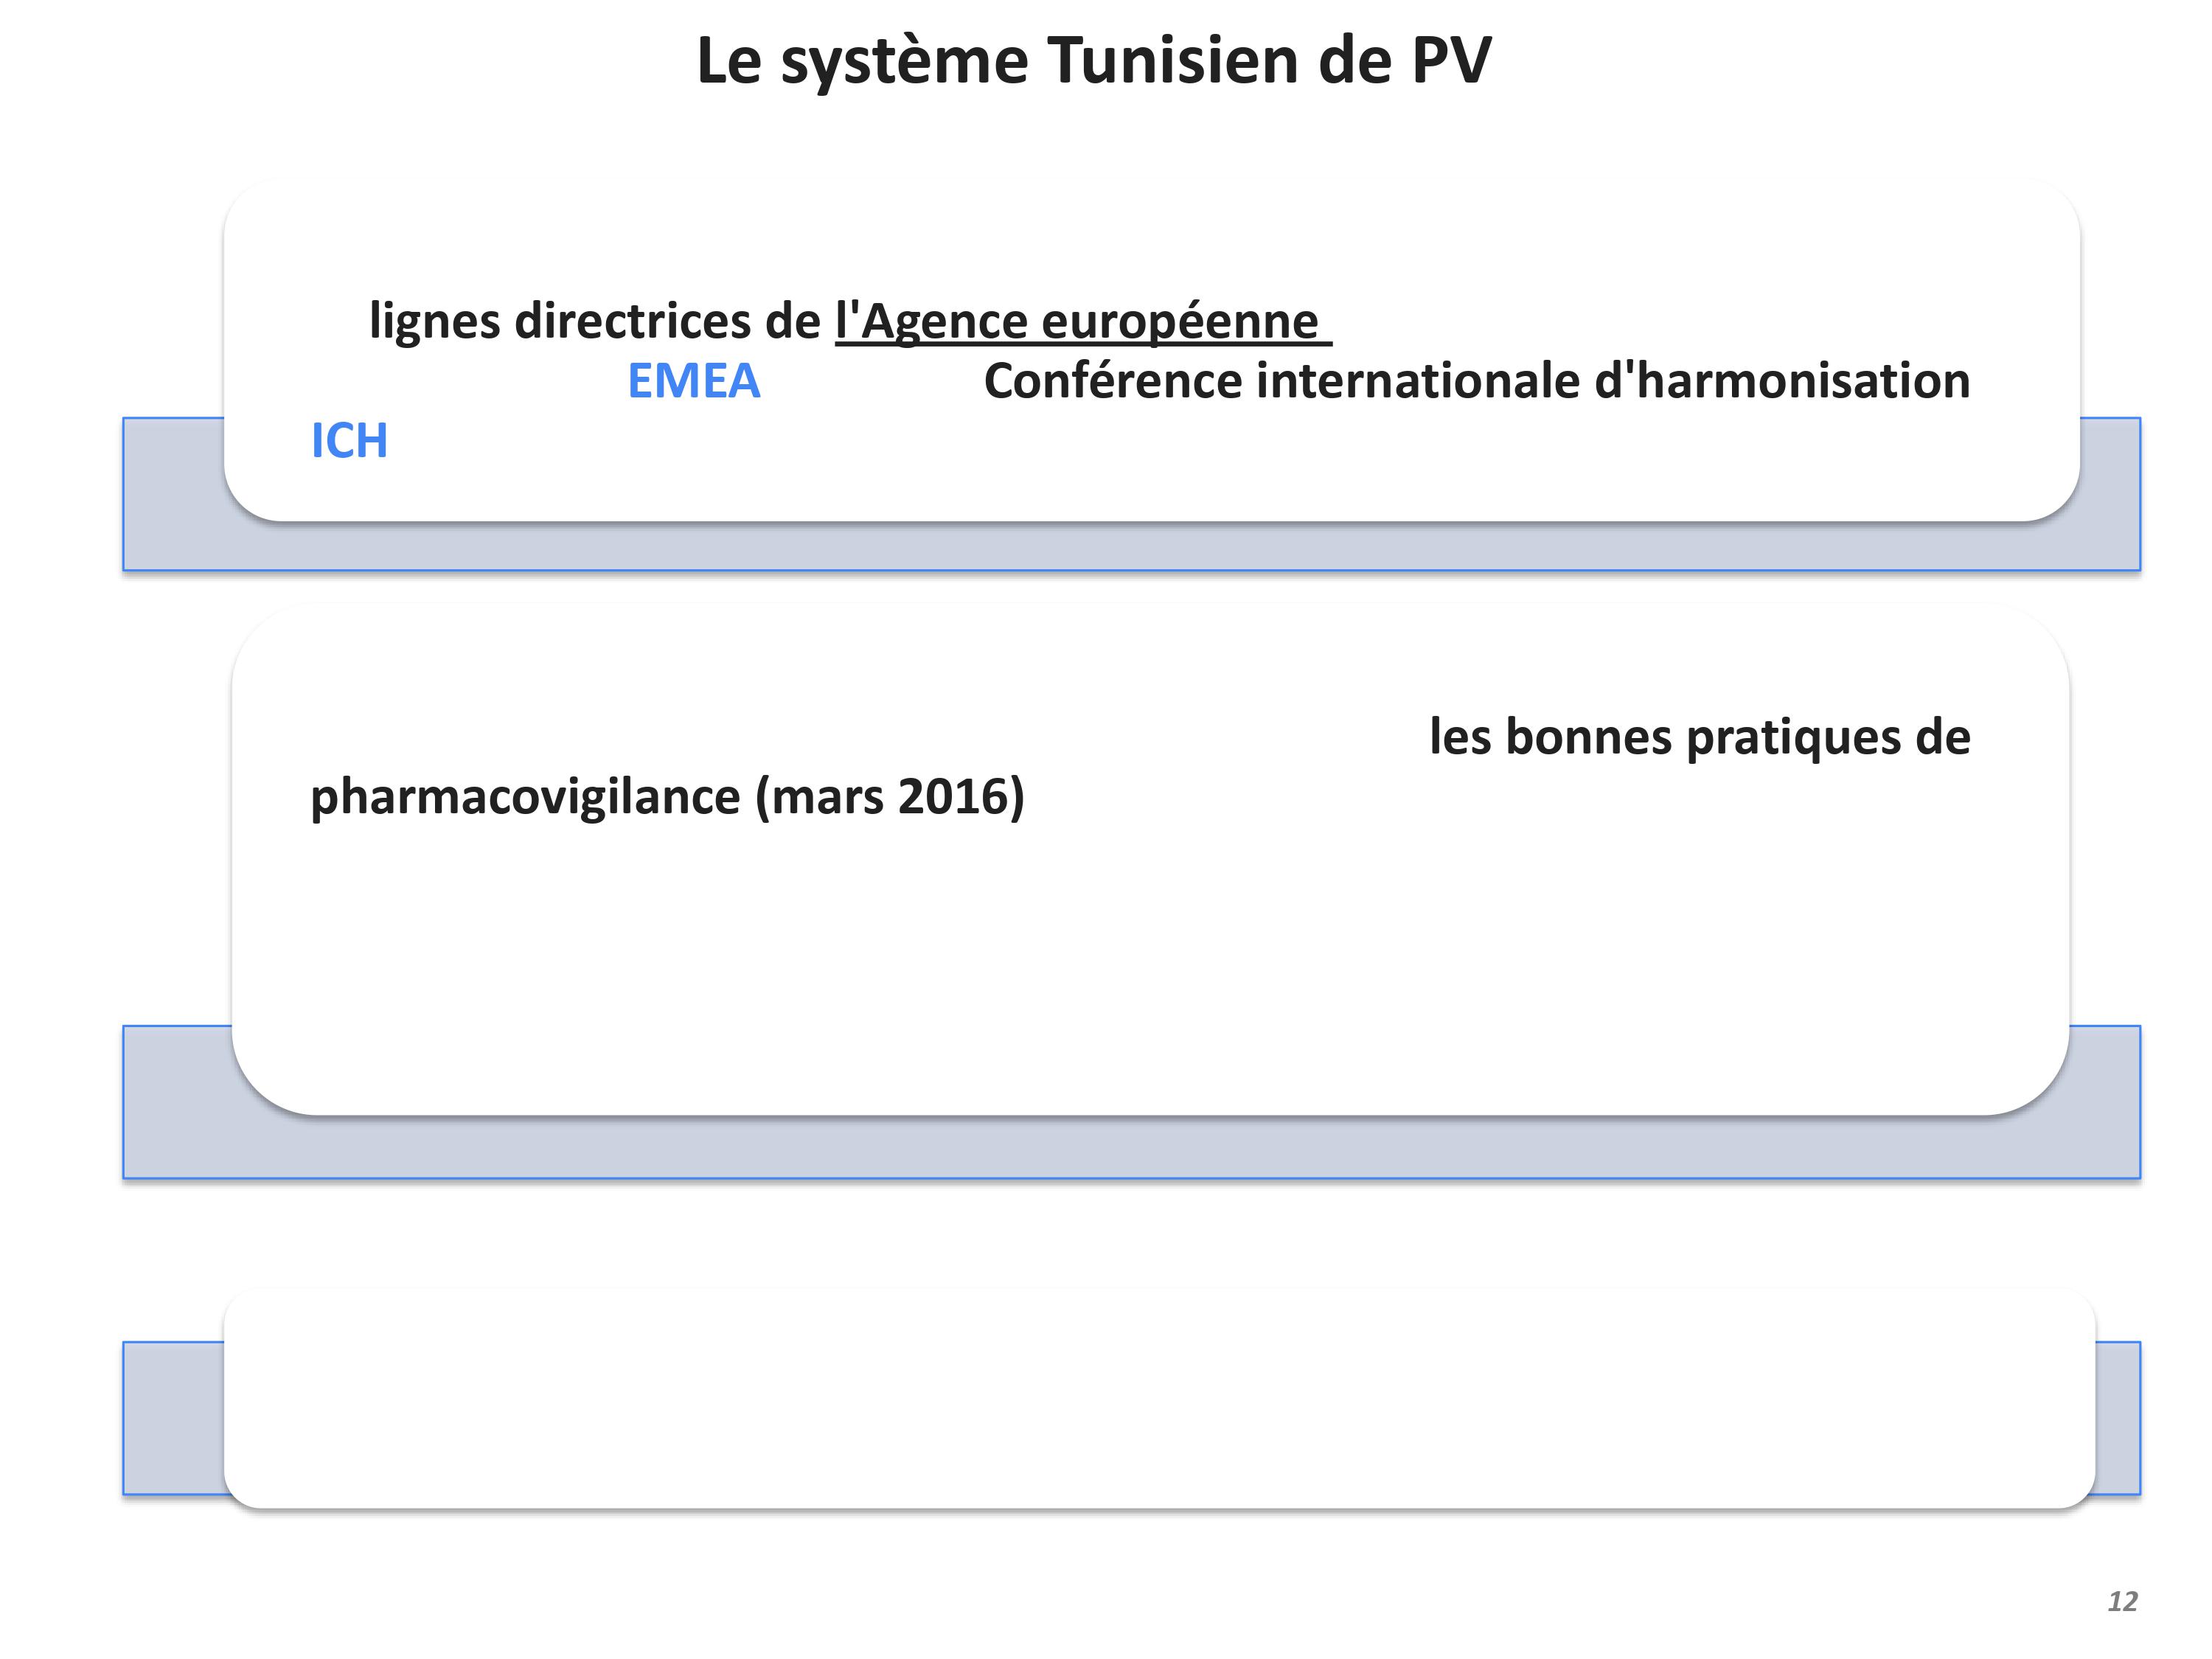 Le système Tunisien de PV
lignes directrices de l'Agence européenne
EMEA Conférence internationale d'harmonisation
ICH
les bonnes pratiques de
pharmacovigilance (mars 2016)
12